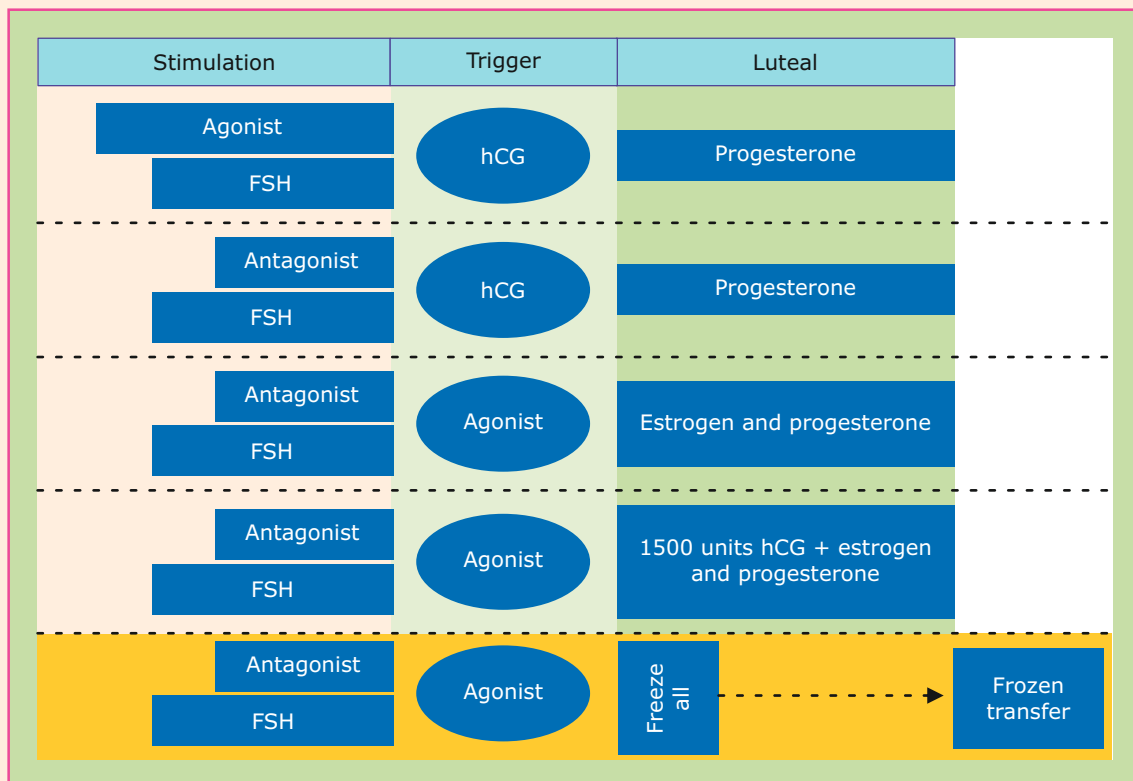 Stimulation
Trigger
Luteal
Agonist
FSH
hCG
Progesterone
Antagonist
FSH
hCG
Progesterone
Antagonist
FSH
Agonist
Estrogen and progesterone
Antagonist
FSH
Agonist
1500 units hCG + estrogen
and progesterone
Antagonist
FSH
Agonist
Freeze
all
Frozen
transfer